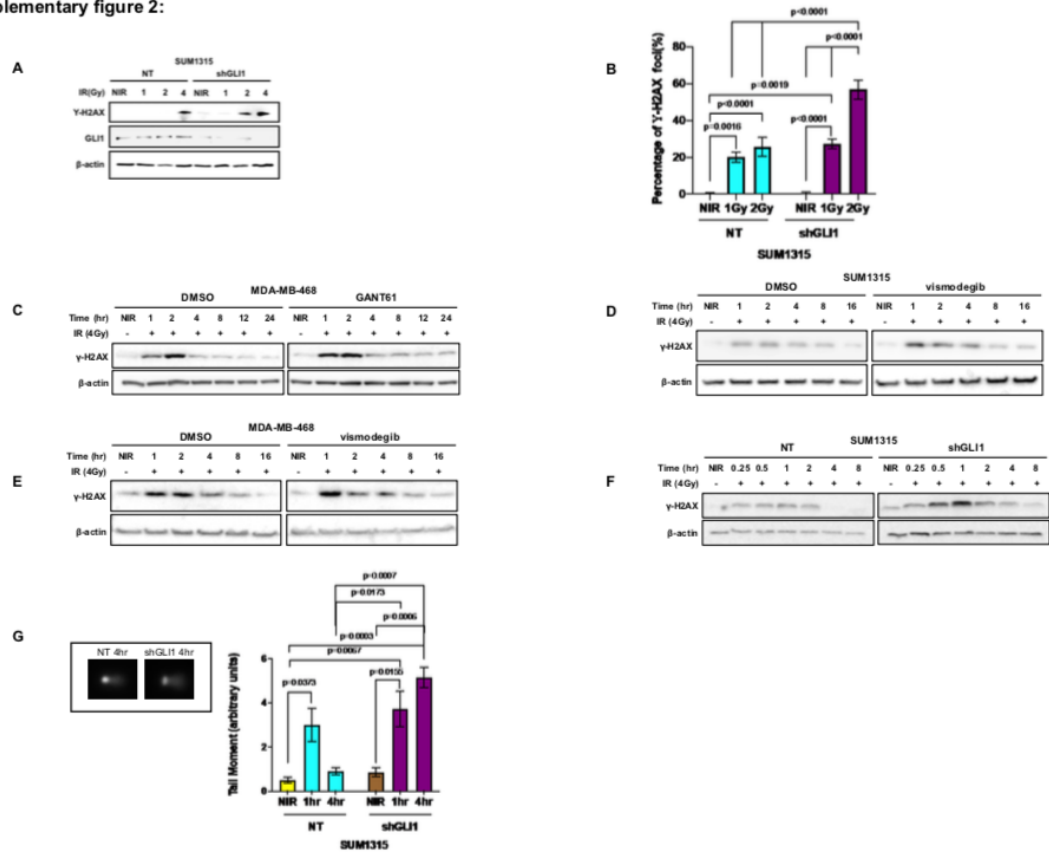 plementary figure 2:
A
SUM1315
NT shGLI1
IR(Gy) NIR 1 2 4 NIR 1 2 4
Y-H2AX
GLI1
β-actin
B
p<0.0001
p<0.0001
p=0.0019
p<0.0001
p=0.0016
p<0.0001
Percentage of Y-H2AX foci(%)
80
60
40
20
0
NIR 1Gy 2Gy NIR 1Gy 2Gy
NT shGLI1
SUM1315
C
MDA-MB-468
DMSO GANT61
Time (hr) NIR 1 2 4 8 12 24 NIR 1 2 4 8 12 24
IR (4Gy) - + + + + + + - + + + + + +
γ-H2AX
β-actin
D
SUM1315
DMSO vismodegib
Time (hr) NIR 1 2 4 8 16 NIR 1 2 4 8 16
IR (4Gy) - + + + + + - + + + + +
γ-H2AX
β-actin
E
MDA-MB-468
DMSO vismodegib
Time (hr) NIR 1 2 4 8 16 NIR 1 2 4 8 16
IR (4Gy) - + + + + + - + + + + +
γ-H2AX
β-actin
F
SUM1315
NT shGLI1
Time (hr) NIR 0.25 0.5 1 2 4 8 NIR 0.25 0.5 1 2 4 8
IR (4Gy) - + + + + + + - + + + + + +
γ-H2AX
β-actin
G
NT 4hr shGLI1 4hr
p=0.0007
p=0.0173
p=0.0006
p=0.0003
p=0.0067
p=0.0373
p=0.0155
Tail Moment (arbitrary units)
6
4
2
0
NIR 1hr 4hr NIR 1hr 4hr
NT shGLI1
SUM1315